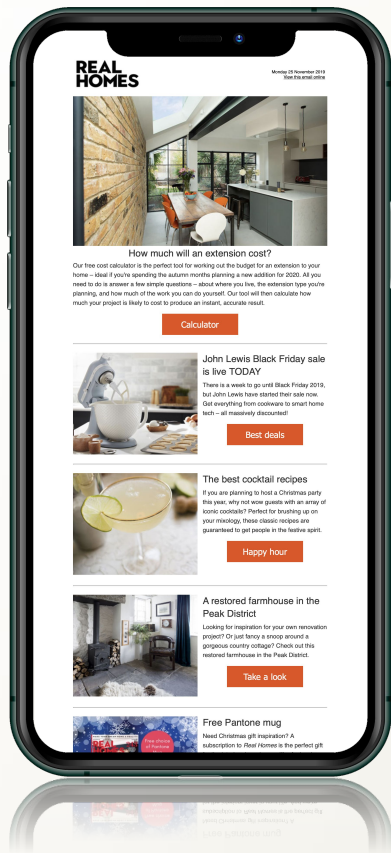 REAL
HOMES
Monday 25 November 2019
View this email online
How much will an extension cost?
Our free cost calculator is the perfect tool for working out the budget for an extension to your
home – ideal if you're spending the autumn months planning a new addition for 2020. All you
need to do is answer a few simple questions – about where you live, the extension type you're
planning, and how much of the work you can do yourself. Our tool will then calculate how
much your project is likely to cost to produce an instant, accurate result.
Calculator
John Lewis Black Friday sale
is live TODAY
There is a week to go until Black Friday 2019,
but John Lewis have started their sale now.
Get everything from cookware to smart home
tech – all massively discounted!
Best deals
The best cocktail recipes
If you are planning to host a Christmas party
this year, why not wow guests with an array of
iconic cocktails? Perfect for brushing up on
your mixology, these classic recipes are
guaranteed to get people in the festive spirit.
Happy hour
A restored farmhouse in the
Peak District
Looking for inspiration for your own renovation
project? Or just fancy a snoop around a
gorgeous country cottage? Check out this
restored farmhouse in the Peak District.
Take a look
Free Pantone mug
Need Christmas gift inspiration? A
subscription to Real Homes is the perfect gift
Free choice
of Pantone
REAL